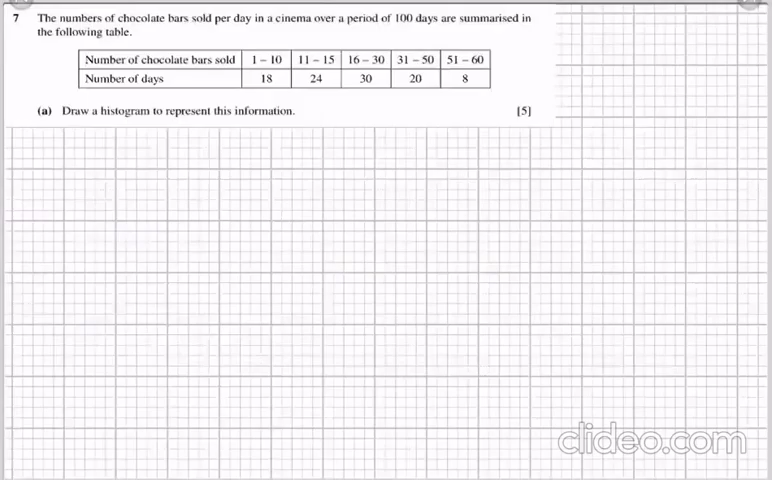 7 The numbers of chocolate bars sold per day in a cinema over a period of 100 days are summarised in
the following table.
Number of chocolate bars sold 1 – 10 11 – 15 16 – 30 31 – 50 51 – 60
Number of days 18 24 30 20 8
(a) Draw a histogram to represent this information. [5]
clideo.com